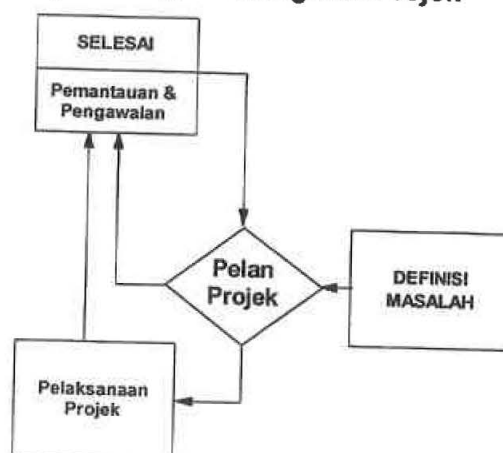 SELESAI
Pemantauan &
Pengawalan
Pelan
Projek
DEFINISI
MASALAH
Pelaksanaan
Projek